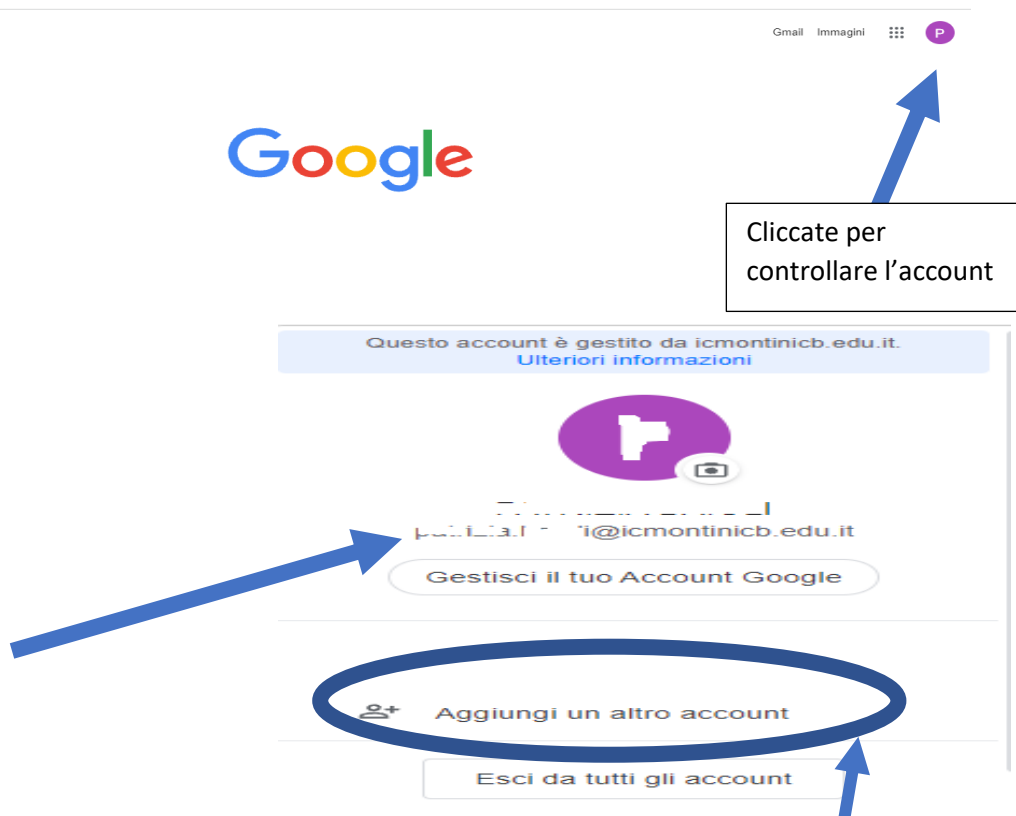 Gmail Immagini
P
Google
Cliccate per
controllare l’account
Questo account è gestito da icmontinicb.edu.it.
Ulteriori informazioni
@icmontinicb.edu.it
Gestisci il tuo Account Google
Aggiungi un altro account
Esci da tutti gli account